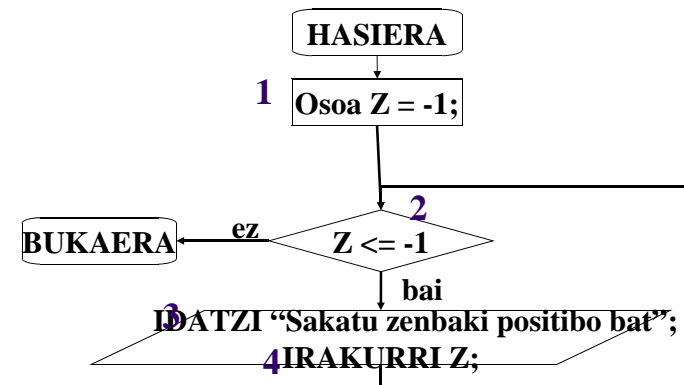 HASIERA
1
Osoa Z = -1;
2
ez
BUKAERA
Z <= -1
bai
3
IDATZI “Sakatu zenbaki positibo bat”;
4
IRAKURRI Z;